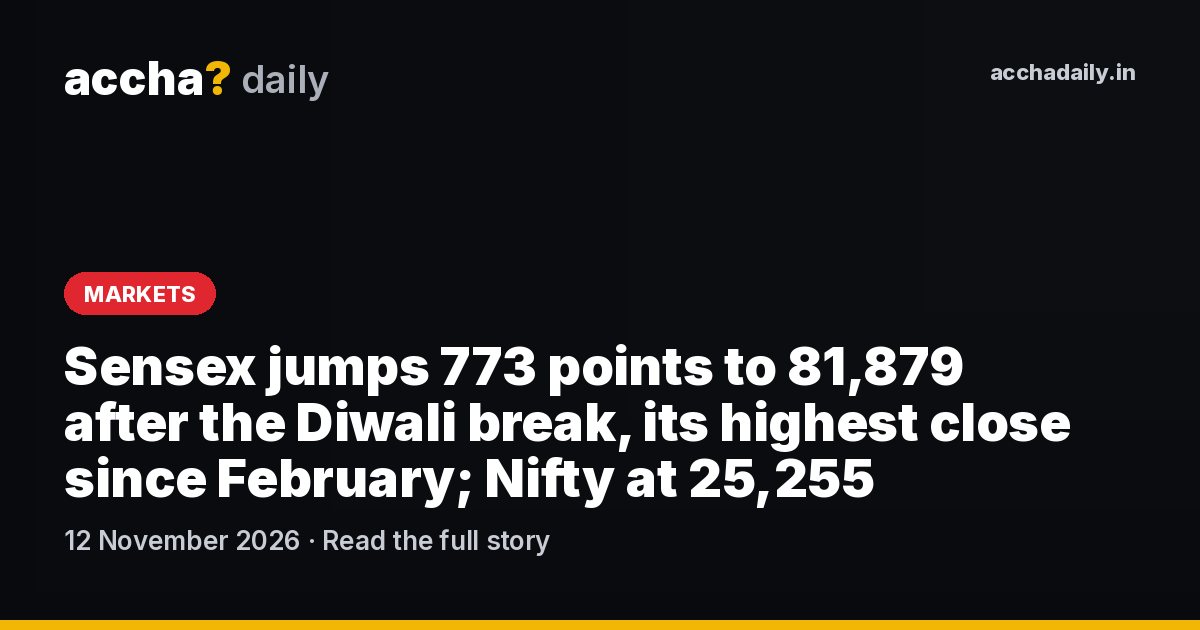 accha? daily
acchadaily.in
MARKETS
Sensex jumps 773 points to 81,879
after the Diwali break, its highest close
since February; Nifty at 25,255
12 November 2026 · Read the full story